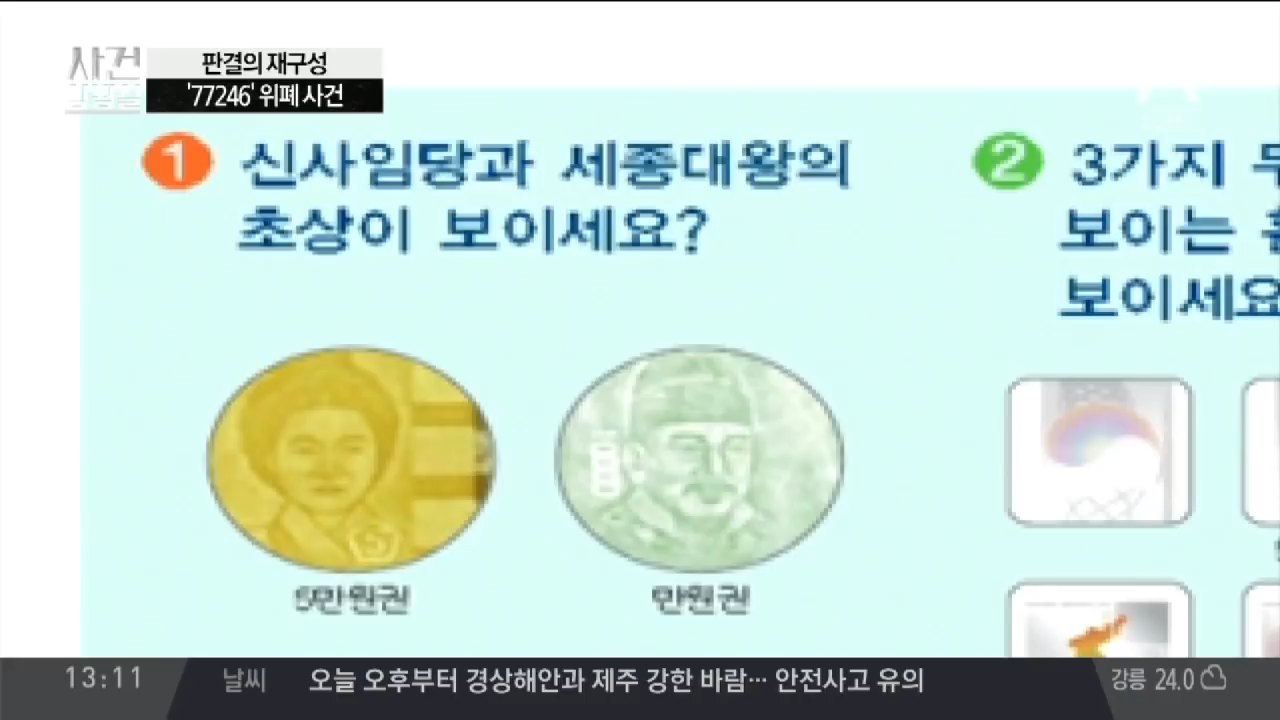 사건
상황실
판결의 재구성
'77246' 위폐 사건
1 신사임당과 세종대왕의
초상이 보이세요?
5만원권
만원권
2 3가지
보이는
보이세요
13:11 날씨 오늘 오후부터 경상해안과 제주 강한 바람… 안전사고 유의 강릉 24.0